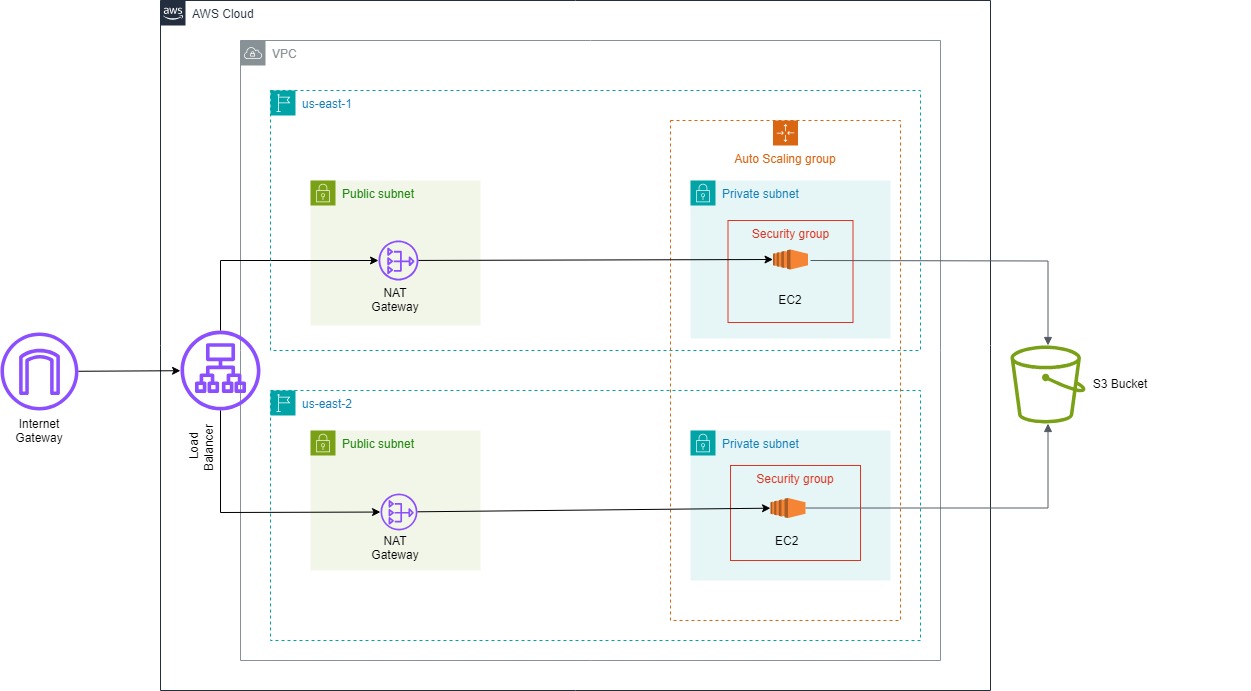 aws
AWS Cloud
VPC
us-east-1
Auto Scaling group
Public subnet
Private subnet
Security group
NAT
Gateway
EC2
Internet
Gateway
Load
Balancer
S3 Bucket
us-east-2
Public subnet
Private subnet
Security group
NAT
Gateway
EC2